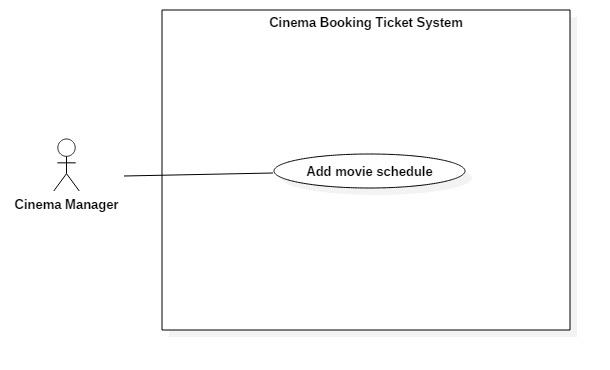 Cinema Booking Ticket System
Add movie schedule
Cinema Manager